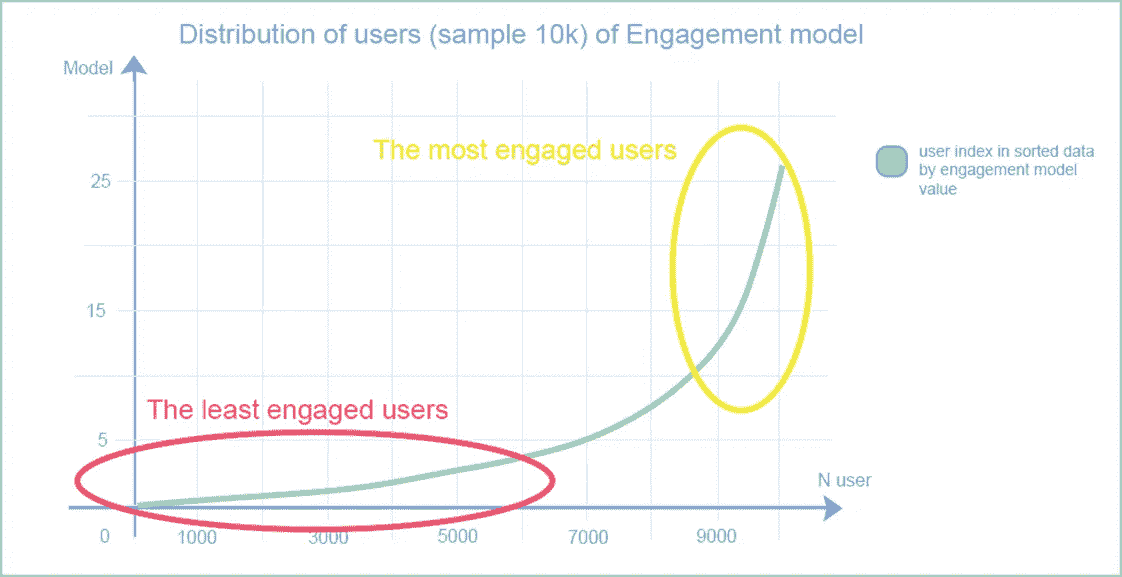 Distribution of users (sample 10k) of Engagement model
Model
The most engaged users
user index in sorted data
by engagement model
value
25
15
The least engaged users
5
N user
0 1000 3000 5000 7000 9000